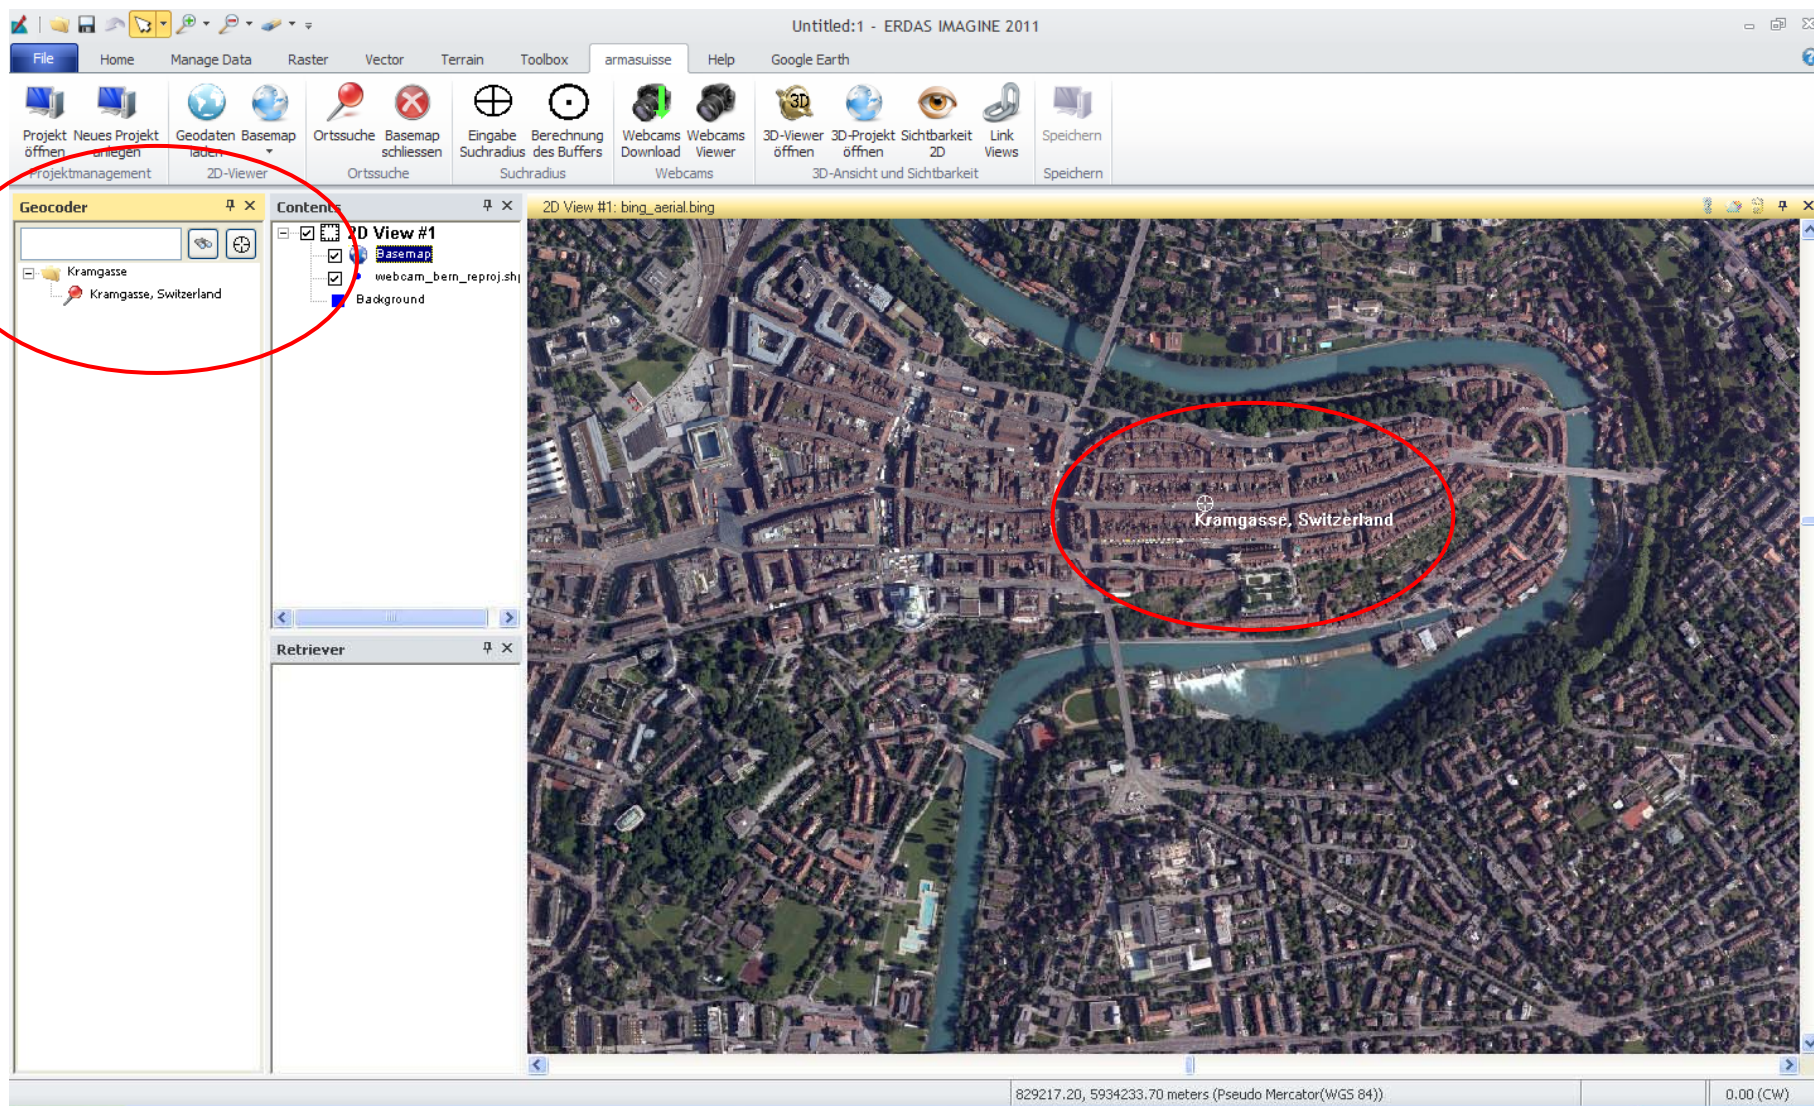 Untitled:1 - ERDAS IMAGINE 2011
File Home Manage Data Raster Vector Terrain Toolbox armasuisse Help Google Earth
3D
Projekt öffnen
Neues Projekt anlegen
Geodaten laden
Basemap
Ortssuche
Basemap schliessen
Eingabe Suchradius
Berechnung des Buffers
Webcams Download
Webcams Viewer
3D-Viewer öffnen
3D-Projekt öffnen
Sichtbarkeit 2D
Link Views
Speichern
Projektmanagement 2D-Viewer Ortssuche Suchradius Webcams 3D-Ansicht und Sichtbarkeit Speichern
Geocoder
Kramgasse
Kramgasse, Switzerland
Contents
2D View #1
Basemap
webcam_bern_reproj.shp
Background
Retriever
2D View #1: bing_aerial.bing
Kramgasse, Switzerland
829217.20, 5934233.70 meters (Pseudo Mercator(WGS 84))
0.00 (CW)